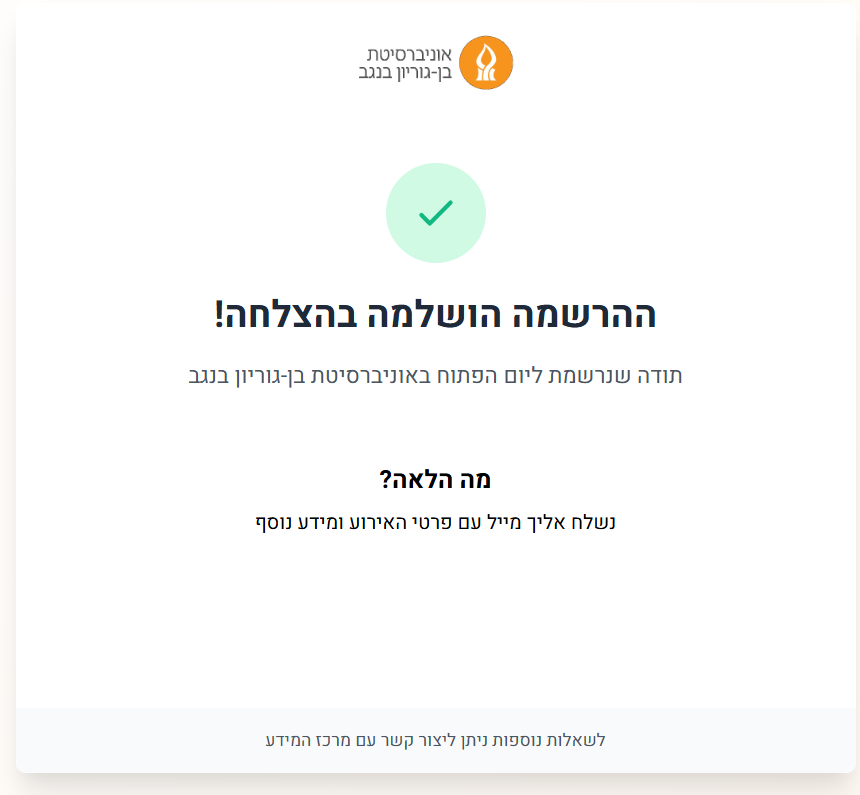 אוניברסיטת
בן-גוריון בנגב
ההרשמה הושלמה בהצלחה!
תודה שנרשמת ליום הפתוח באוניברסיטת בן-גוריון בנגב
מה הלאה?
נשלח אליך מייל עם פרטי האירוע ומידע נוסף
לשאלות נוספות ניתן ליצור קשר עם מרכז המידע